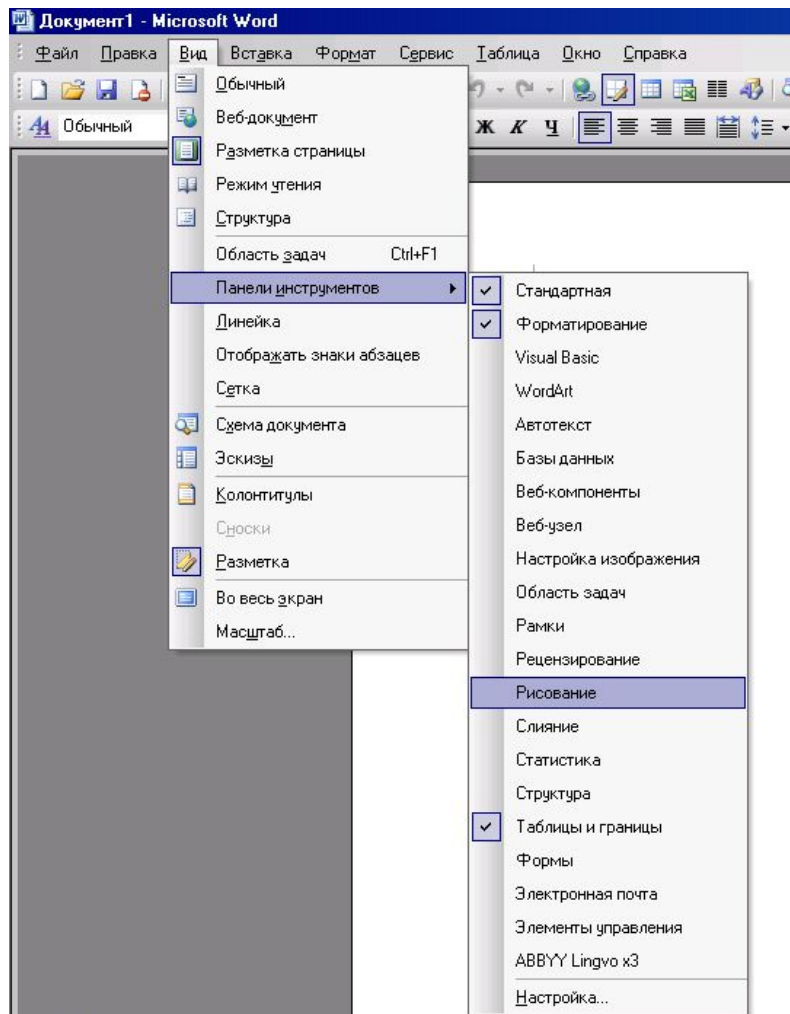 Документ1 - Microsoft Word
Файл Правка Вид Вставка Формат Сервис Таблица Окно Справка
Обычный
Ж К Ч
Обычный
Веб-документ
Разметка страницы
Режим чтения
Структура
Область задач Ctrl+F1
Панели инструментов
Линейка
Отображать знаки абзацев
Сетка
Схема документа
Эскизы
Колонтитулы
Сноски
Разметка
Во весь экран
Масштаб...
Стандартная
Форматирование
Visual Basic
WordArt
Автотекст
Базы данных
Веб-компоненты
Веб-узел
Настройка изображения
Область задач
Рамки
Рецензирование
Рисование
Слияние
Статистика
Структура
Таблицы и границы
Формы
Электронная почта
Элементы управления
ABBYY Lingvo x3
Настройка...